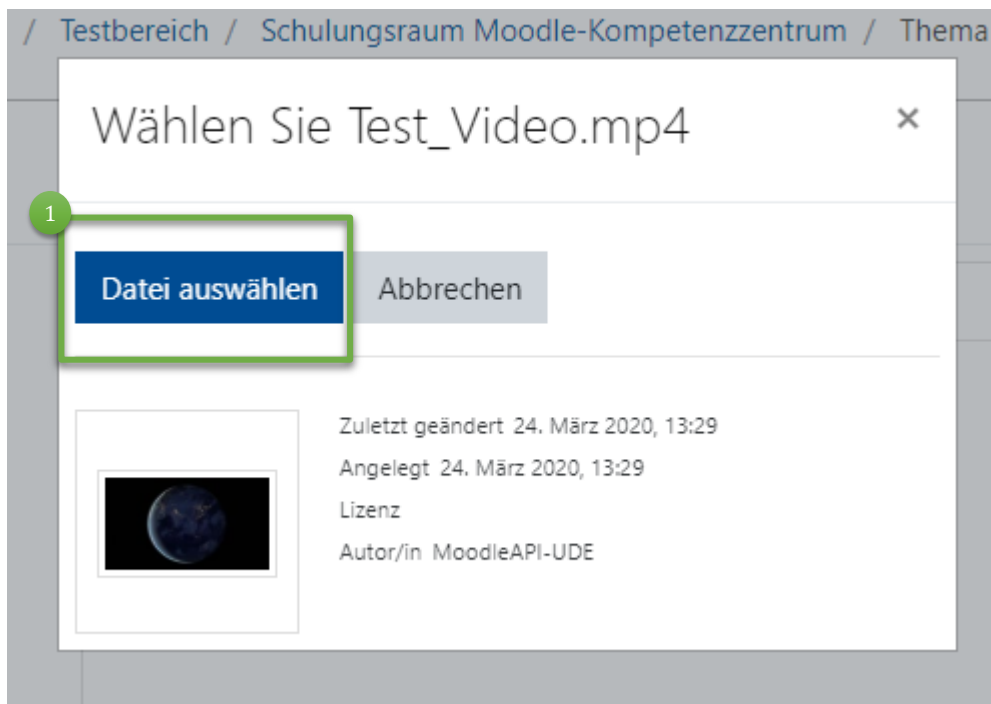 / Testbereich / Schulungsraum Moodle-Kompetenzzentrum / Thema
Wählen Sie Test_Video.mp4 ×
1
Datei auswählen Abbrechen
Zuletzt geändert 24. März 2020, 13:29
Angelegt 24. März 2020, 13:29
Lizenz
Autor/in MoodleAPI-UDE